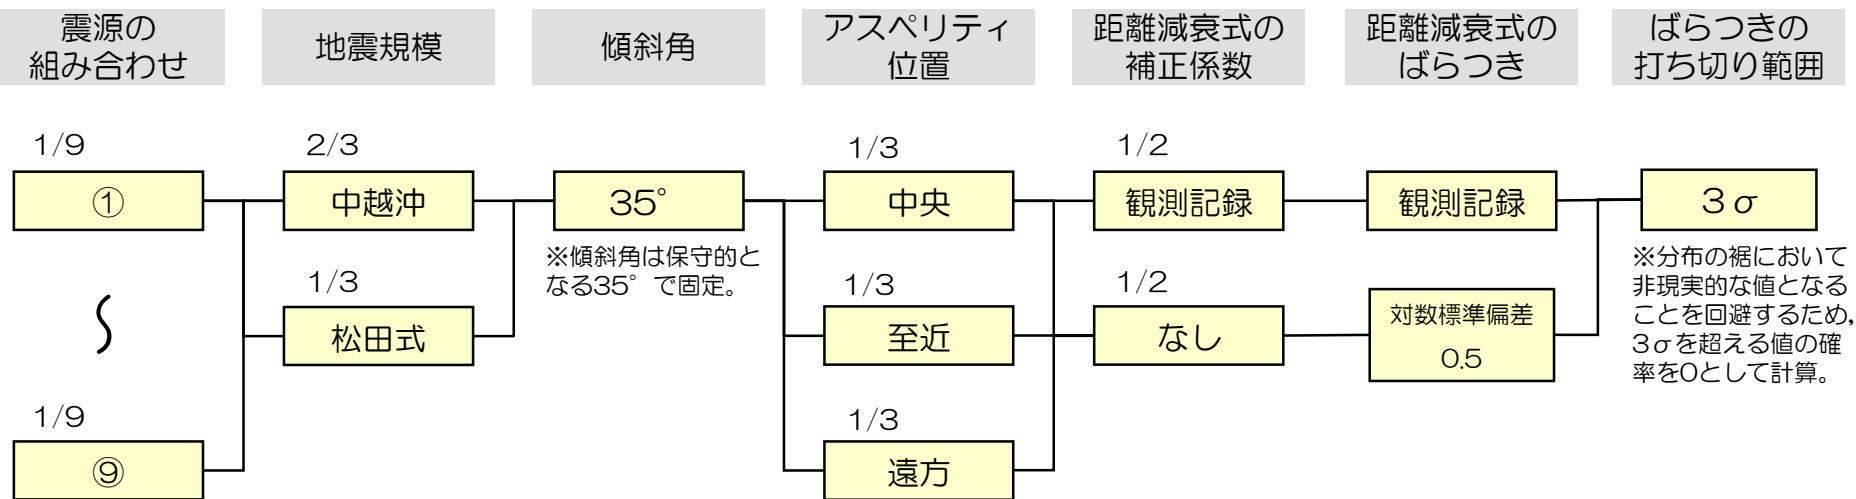 震源の
組み合わせ
地震規模
傾斜角
アスペリティ
位置
距離減衰式の
補正係数
距離減衰式の
ばらつき
ばらつきの
打ち切り範囲
1/9
①
～
1/9
⑨
2/3
中越沖
1/3
松田式
35°
※傾斜角は保守的と
なる35°で固定。
1/3
中央
1/3
至近
1/3
遠方
1/2
観測記録
1/2
なし
観測記録
対数標準偏差
0.5
3σ
※分布の裾において
非現実的な値となる
ことを回避するため，
3σを超える値の確
率を0として計算。